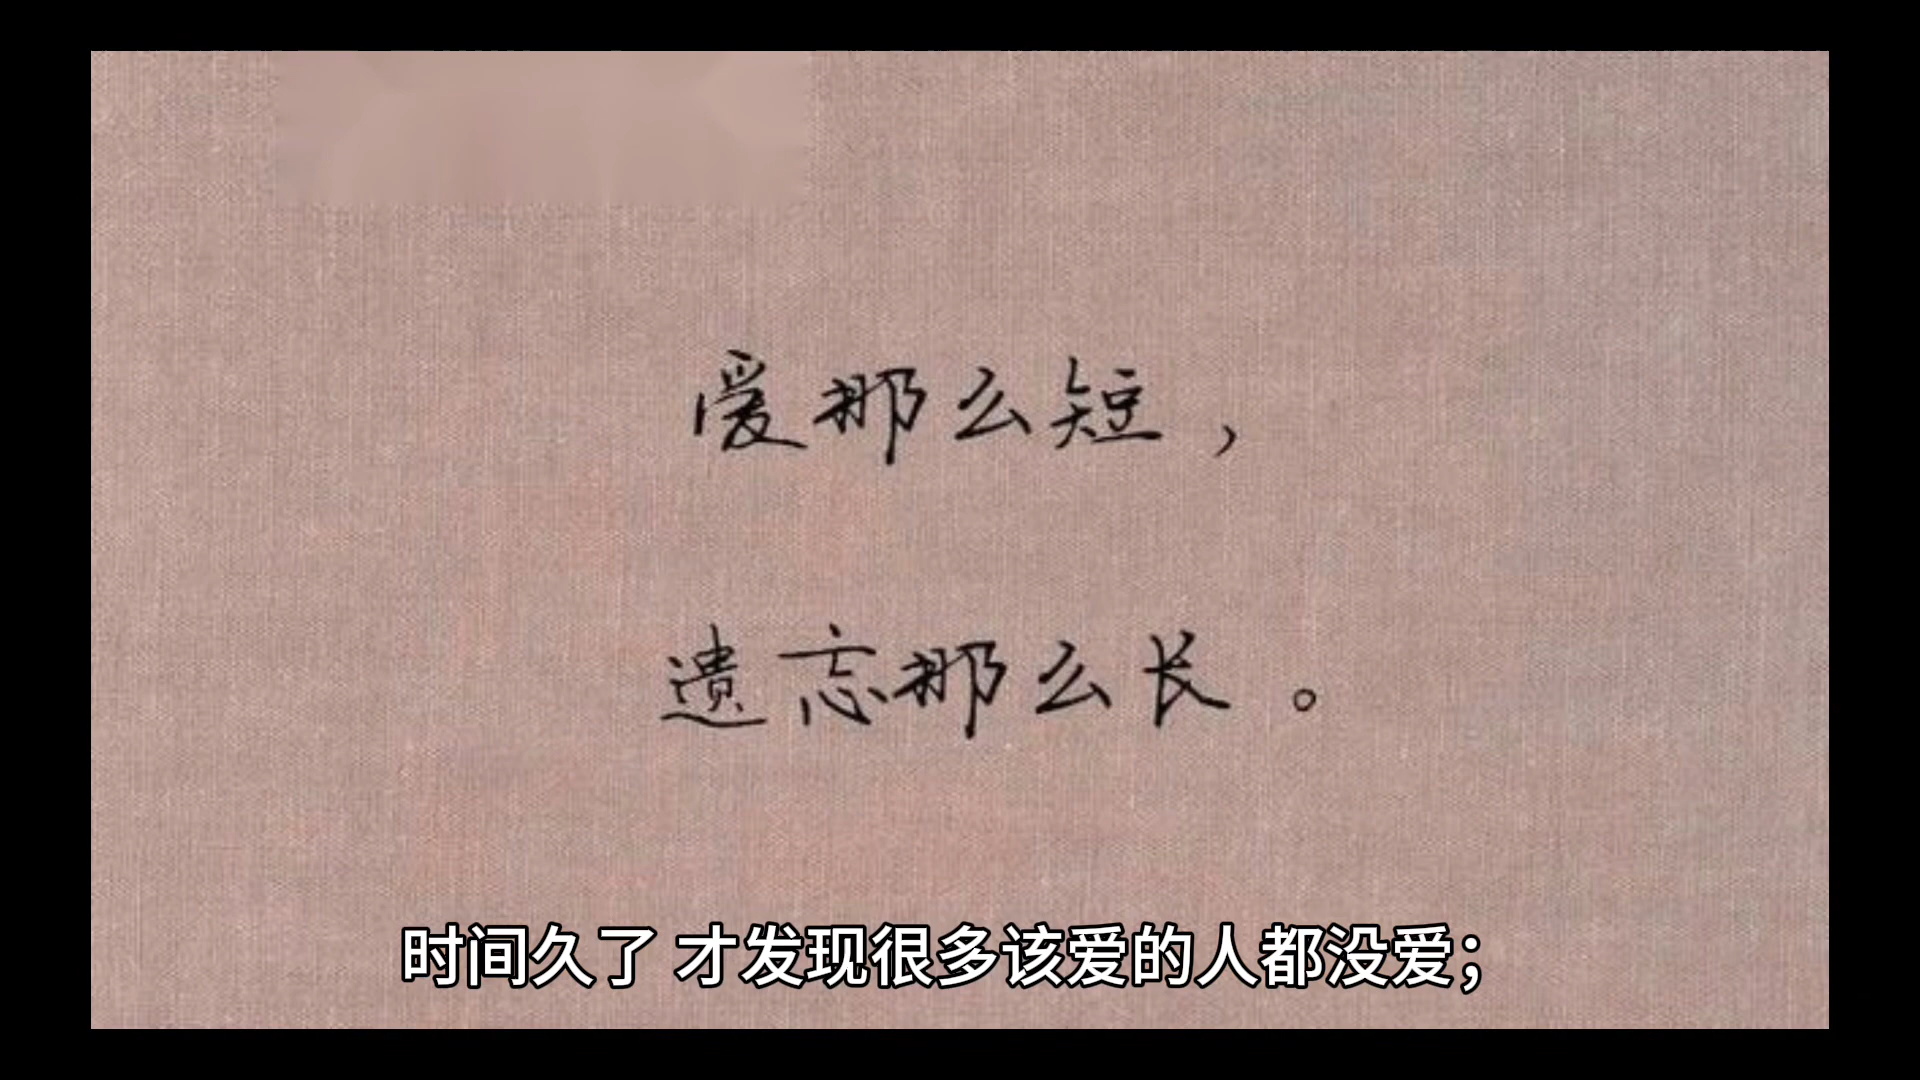 爱那么短，
遗忘那么长。
时间久了 才发现很多该爱的人都没爱；